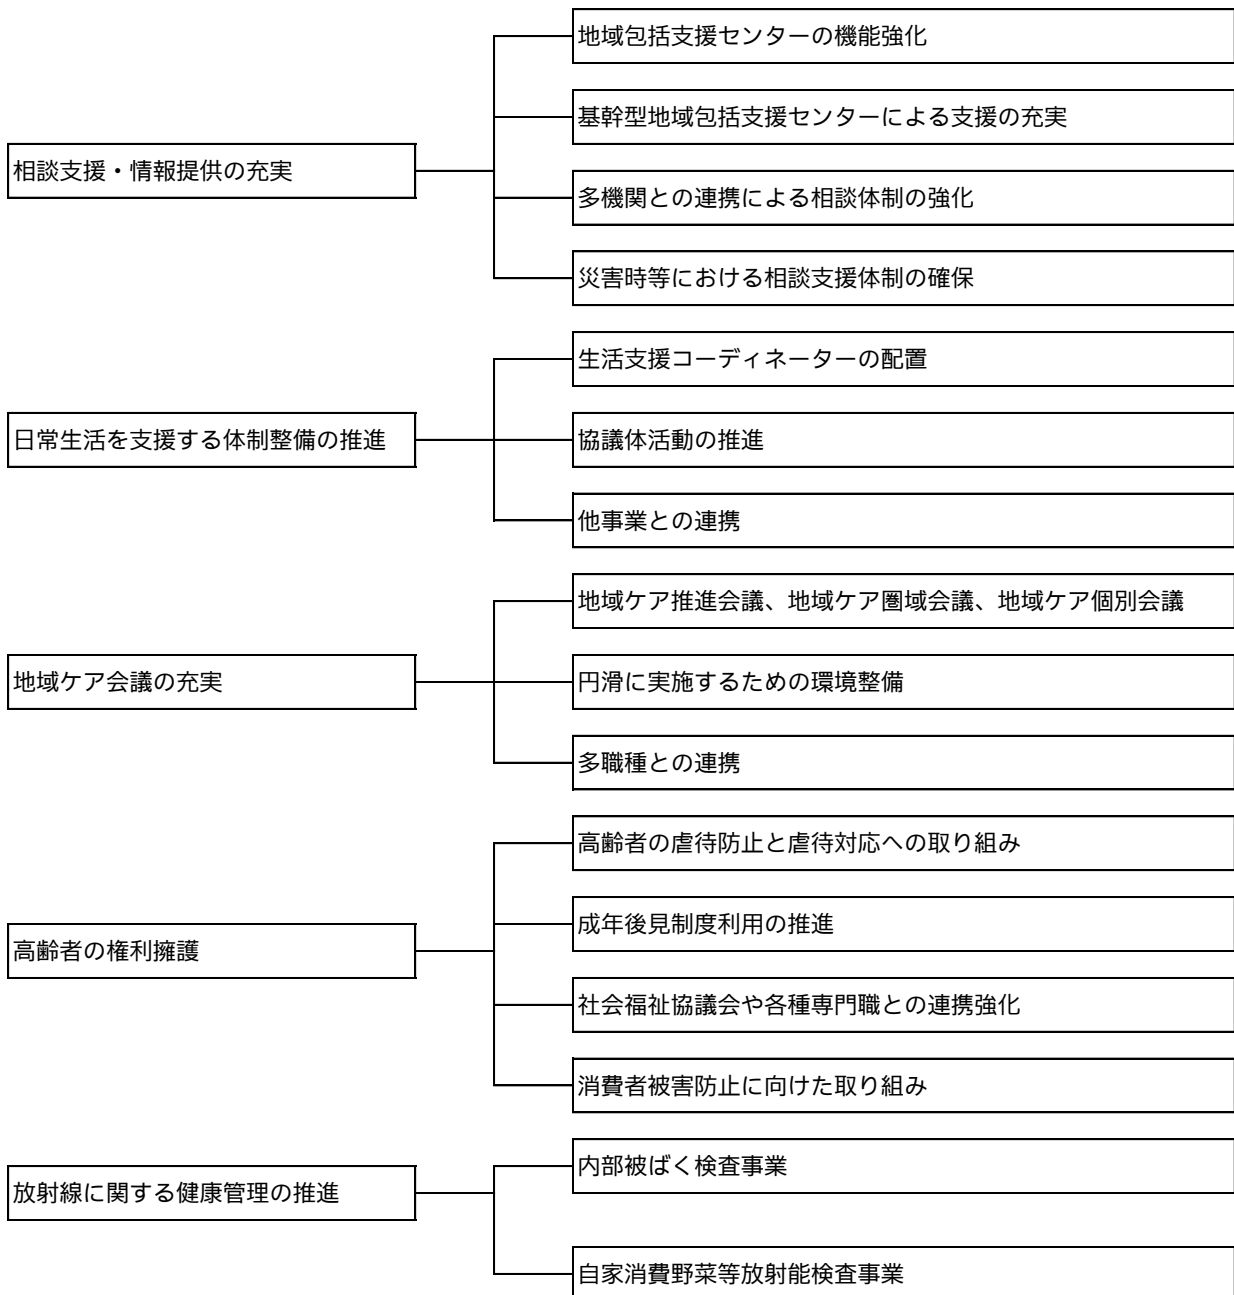 相談支援・情報提供の充実
地域包括支援センターの機能強化
基幹型地域包括支援センターによる支援の充実
多機関との連携による相談体制の強化
災害時等における相談支援体制の確保
日常生活を支援する体制整備の推進
生活支援コーディネーターの配置
協議体活動の推進
他事業との連携
地域ケア会議の充実
地域ケア推進会議、地域ケア圏域会議、地域ケア個別会議
円滑に実施するための環境整備
多職種との連携
高齢者の権利擁護
高齢者の虐待防止と虐待対応への取り組み
成年後見制度利用の推進
社会福祉協議会や各種専門職との連携強化
消費者被害防止に向けた取り組み
放射線に関する健康管理の推進
内部被ばく検査事業
自家消費野菜等放射能検査事業